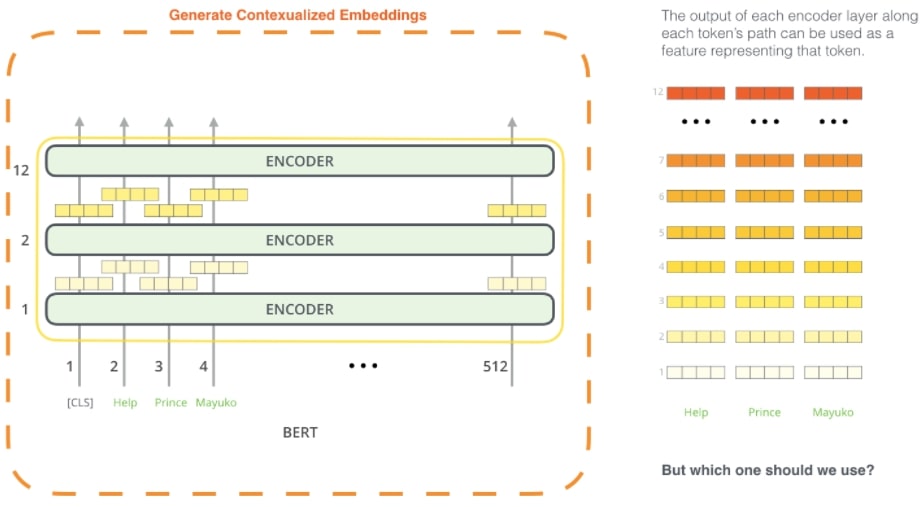 Generate Contexualized Embeddings
The output of each encoder layer along
each token's path can be used as a
feature representing that token.
12
ENCODER
2
ENCODER
1
ENCODER
1 2 3 4 ••• 512
[CLS] Help Prince Mayuko
BERT
12
•••  •••  •••
7
6
5
4
3
2
1
Help Prince Mayuko
But which one should we use?